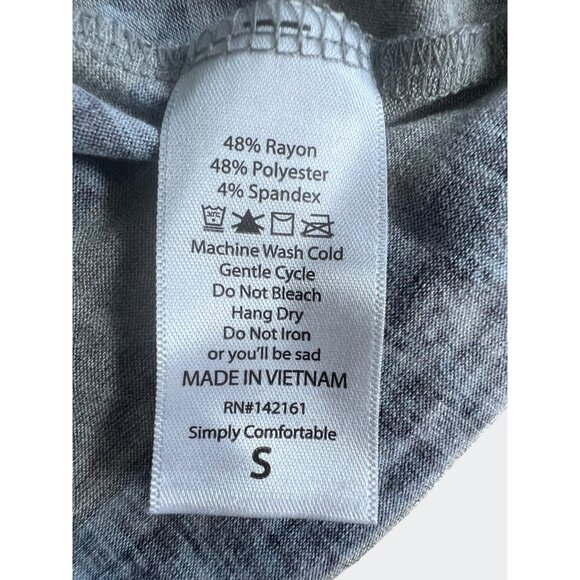 48% Rayon
48% Polyester
4% Spandex
30°C
Machine Wash Cold
Gentle Cycle
Do Not Bleach
Hang Dry
Do Not Iron
or you'll be sad
MADE IN VIETNAM
RN#142161
Simply Comfortable
S